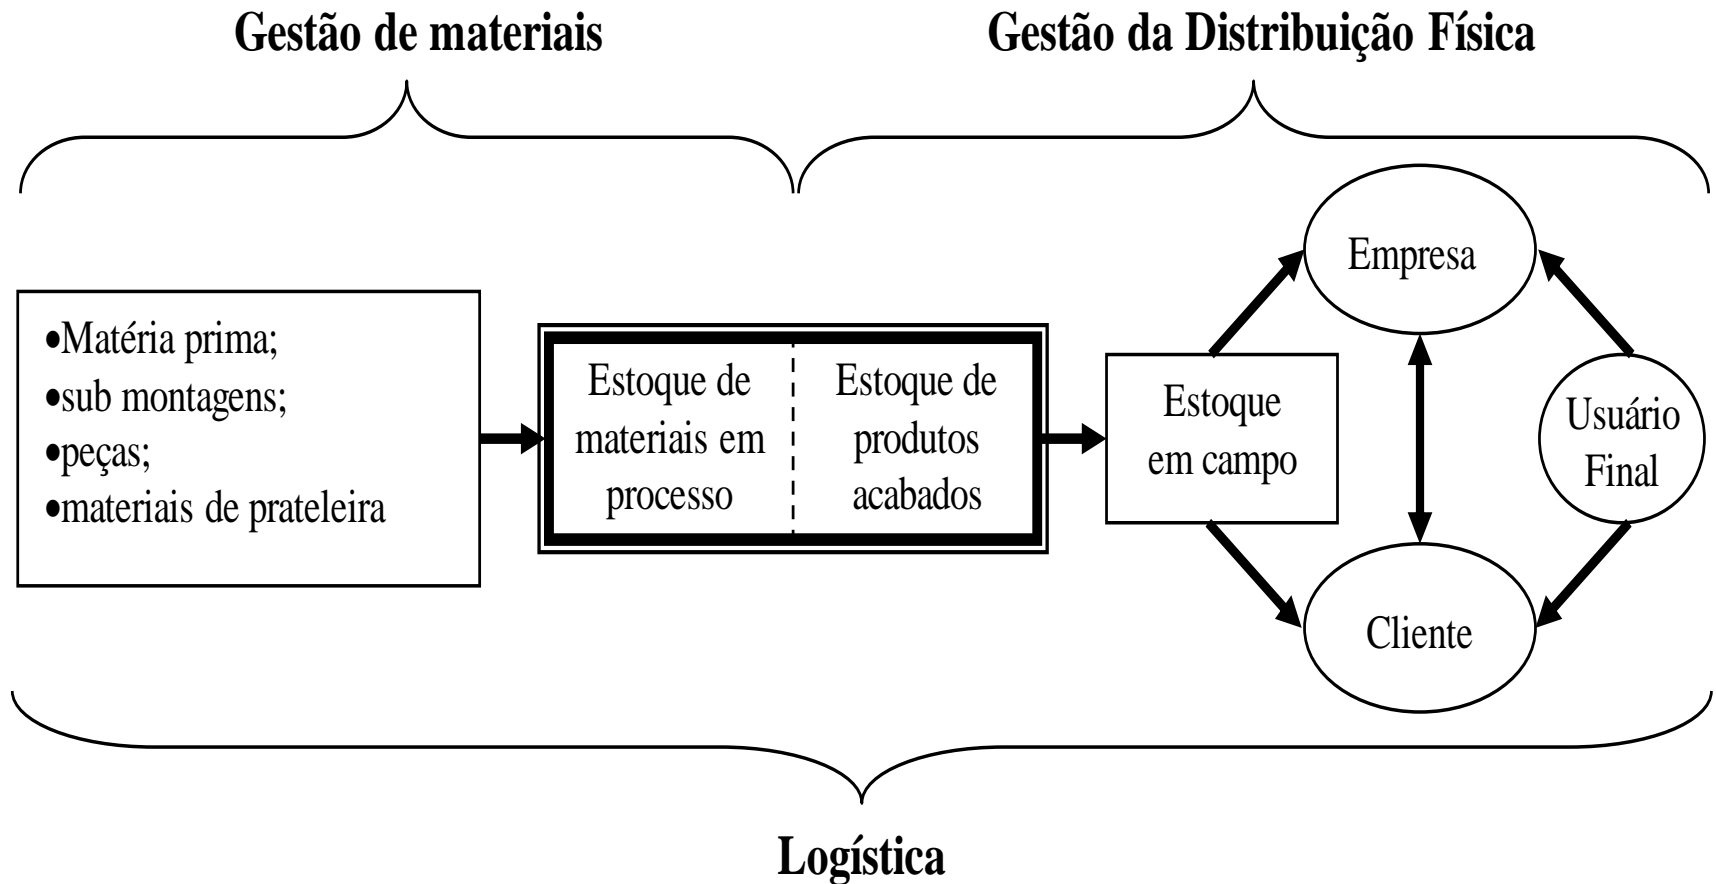 Gestão de materiais
Gestão da Distribuição Física
•Matéria prima;
•sub montagens;
•peças;
•materiais de prateleira
Estoque de
materiais em
processo
Estoque de
produtos
acabados
Estoque
em campo
Empresa
Cliente
Usuário
Final
Logística